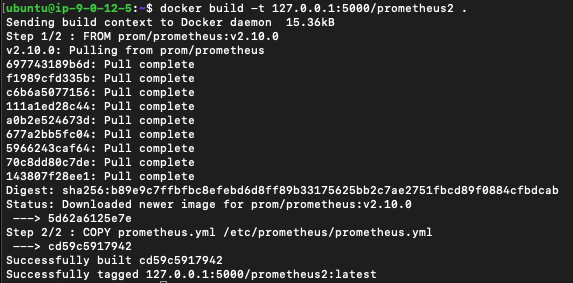 [ubuntu@ip-9-0-12-5:~$ docker build -t 127.0.0.1:5000/prometheus2 .
Sending build context to Docker daemon  15.36kB
Step 1/2 : FROM prom/prometheus:v2.10.0
v2.10.0: Pulling from prom/prometheus
697743189b6d: Pull complete
f1989cfd335b: Pull complete
c6b6a5077156: Pull complete
111a1ed28c44: Pull complete
a0b2e524673d: Pull complete
677a2bb5fc04: Pull complete
5966243caf64: Pull complete
70c8dd80c7de: Pull complete
143807f28ee1: Pull complete
Digest: sha256:b89e9c7ffbfbc8efebd6d8ff89b33175625bb2c7ae2751fbcd89f0884cfbdcab
Status: Downloaded newer image for prom/prometheus:v2.10.0
 ---> 5d62a6125e7e
Step 2/2 : COPY prometheus.yml /etc/prometheus/prometheus.yml
 ---> cd59c5917942
Successfully built cd59c5917942
Successfully tagged 127.0.0.1:5000/prometheus2:latest